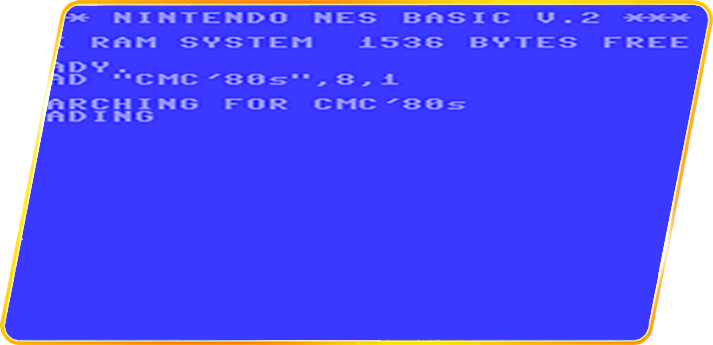 * NINTENDO NES BASIC V.2 ***
K RAM SYSTEM 1536 BYTES FREE
ADY.
AD "CMC'80s",8,1
ARCHING FOR CMC'80s
ADING